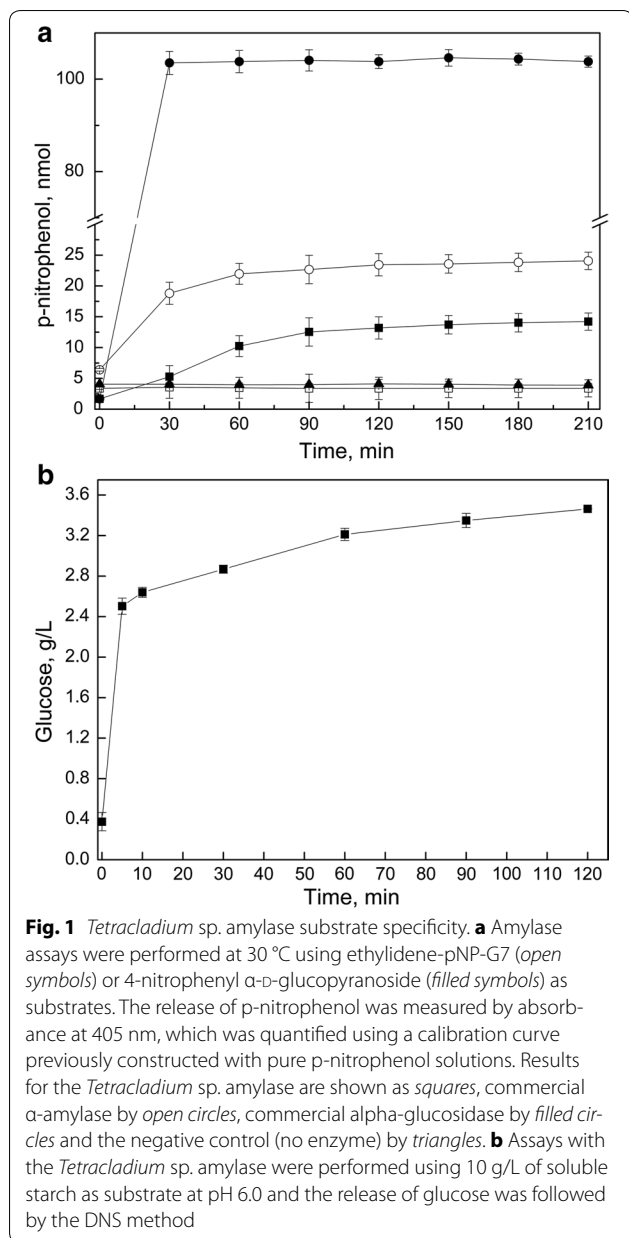 a
100
80
25
20
15
10
5
0
p-nitrophenol, nmol
0 30 60 90 120 150 180 210
Time, min
b
3.6
3.2
2.8
2.4
2.0
1.6
1.2
0.8
0.4
0.0
Glucose, g/L
0 10 20 30 40 50 60 70 80 90 100 110 120
Time, min
Fig. 1 Tetracladium sp. amylase substrate specificity. a Amylase
assays were performed at 30 °C using ethylidene-pNP-G7 (open
symbols) or 4-nitrophenyl α-D-glucopyranoside (filled symbols) as
substrates. The release of p-nitrophenol was measured by absorb-
ance at 405 nm, which was quantified using a calibration curve
previously constructed with pure p-nitrophenol solutions. Results
for the Tetracladium sp. amylase are shown as squares, commercial
α-amylase by open circles, commercial alpha-glucosidase by filled cir-
cles and the negative control (no enzyme) by triangles. b Assays with
the Tetracladium sp. amylase were performed using 10 g/L of soluble
starch as substrate at pH 6.0 and the release of glucose was followed
by the DNS method